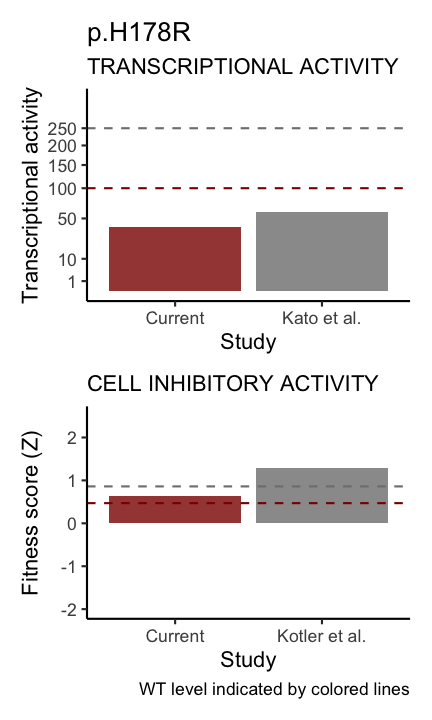 p.H178R
TRANSCRIPTIONAL ACTIVITY
Transcriptional activity
250
200
150
100
50
10
1
Current
Kato et al.
Study
CELL INHIBITORY ACTIVITY
Fitness score (Z)
2
1
0
-1
-2
Current
Kotler et al.
Study
WT level indicated by colored lines